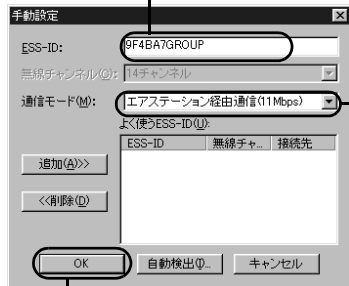 手動設定
ESS-ID: 9F4BA7GROUP
無線チャンネル(C): 14チャンネル
通信モード(M): エアステーション経由通信(11Mbps)
よく使うESS-ID(U):
ESS-ID 無線チャ... 接続先
追加(A)>>
<<削除(D)
OK 自動検出(I)... キャンセル